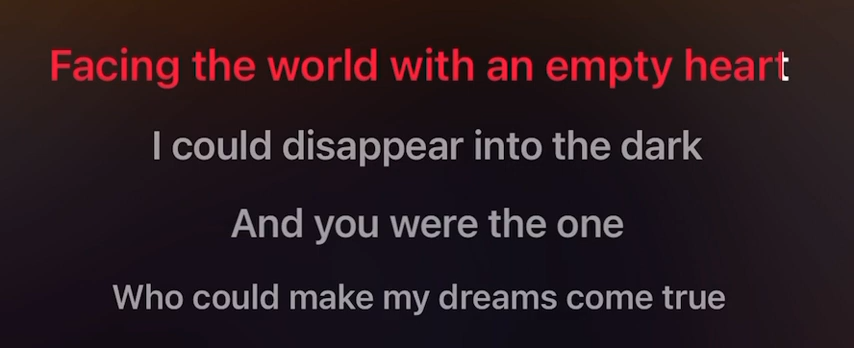 Facing the world with an empty heart
I could disappear into the dark
And you were the one
Who could make my dreams come true